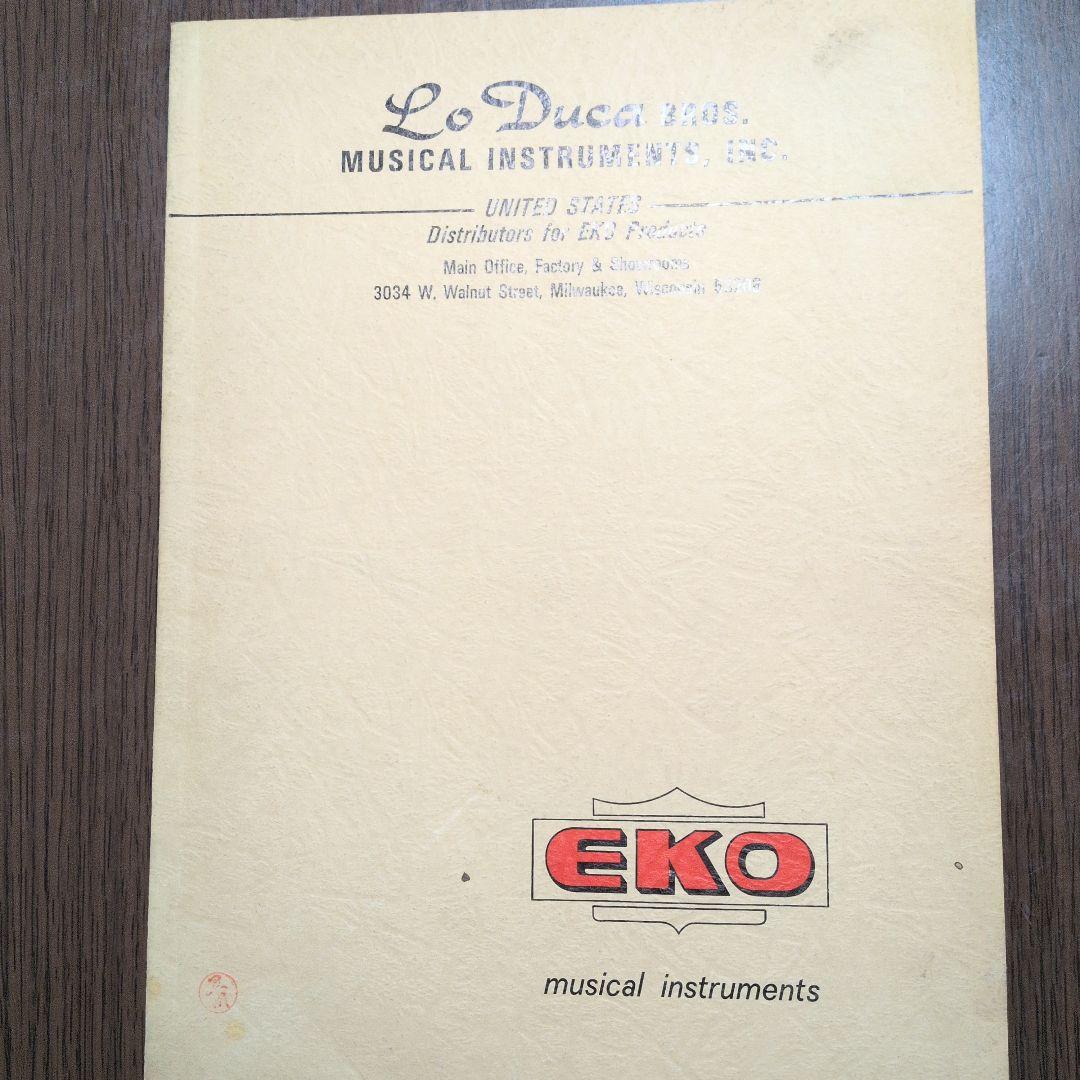 Lo Duca BROS.
MUSICAL INSTRUMENTS, INC.
UNITED STATES
Distributors for EKO Products
Main Office, Factory & Showrooms
3034 W. Walnut Street, Milwaukee, Wisconsin
EKO
musical instruments